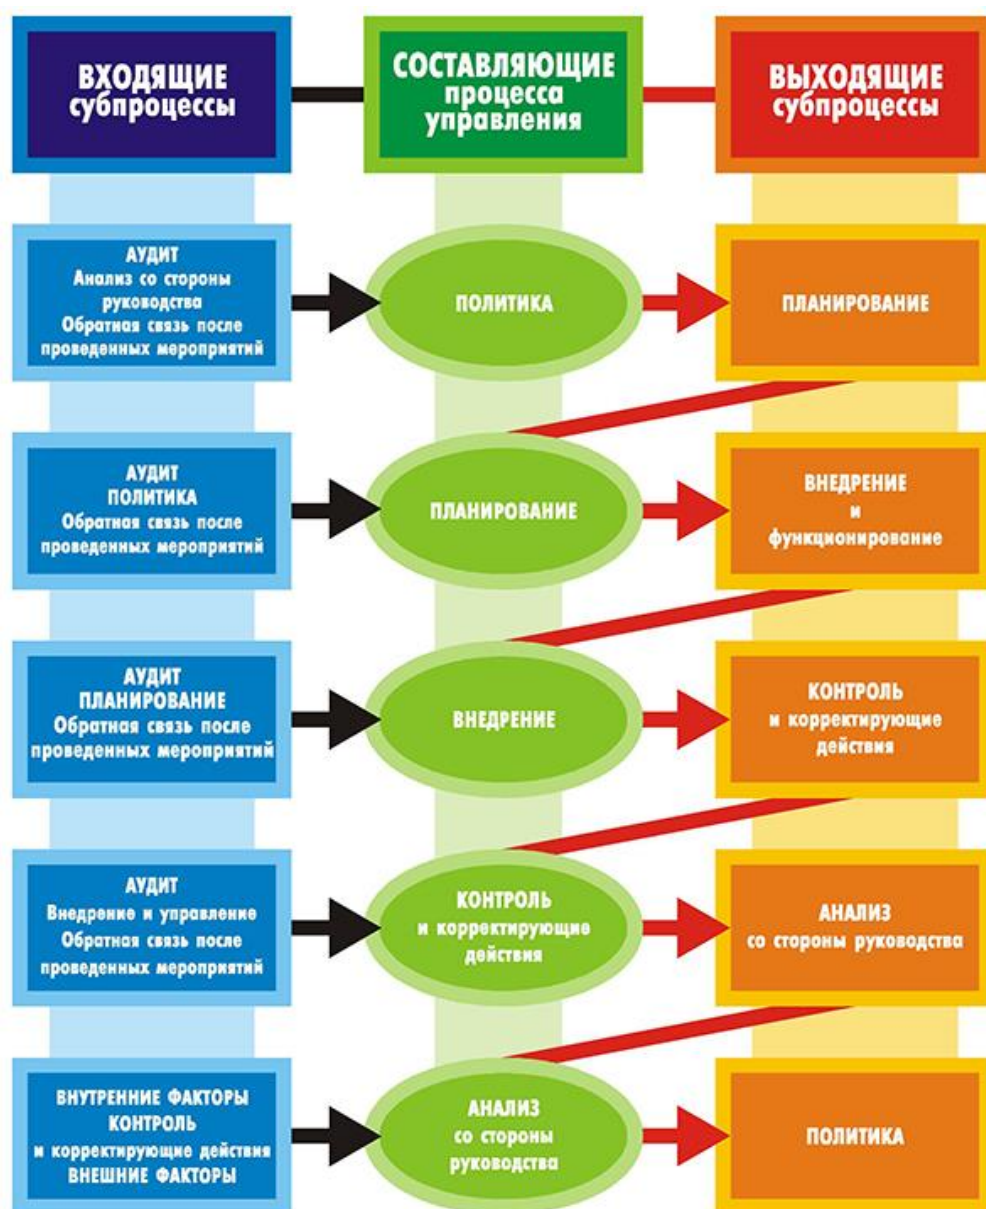 ВХОДЯЩИЕ
субпроцессы
СОСТАВЛЯЮЩИЕ
процесса
управления
ВЫХОДЯЩИЕ
субпроцессы
АУДИТ
Анализ со стороны
руководства
Обратная связь после
проведенных мероприятий
ПОЛИТИКА
ПЛАНИРОВАНИЕ
АУДИТ
ПОЛИТИКА
Обратная связь после
проведенных мероприятий
ПЛАНИРОВАНИЕ
ВНЕДРЕНИЕ
и
функционирование
АУДИТ
ПЛАНИРОВАНИЕ
Обратная связь после
проведенных мероприятий
ВНЕДРЕНИЕ
КОНТРОЛЬ
и корректирующие
действия
АУДИТ
Внедрение и управление
Обратная связь после
проведенных мероприятий
КОНТРОЛЬ
и корректирующие
действия
АНАЛИЗ
со стороны руководства
ВНУТРЕННИЕ ФАКТОРЫ
КОНТРОЛЬ
и корректирующие действия
ВНЕШНИЕ ФАКТОРЫ
АНАЛИЗ
со стороны
руководства
ПОЛИТИКА